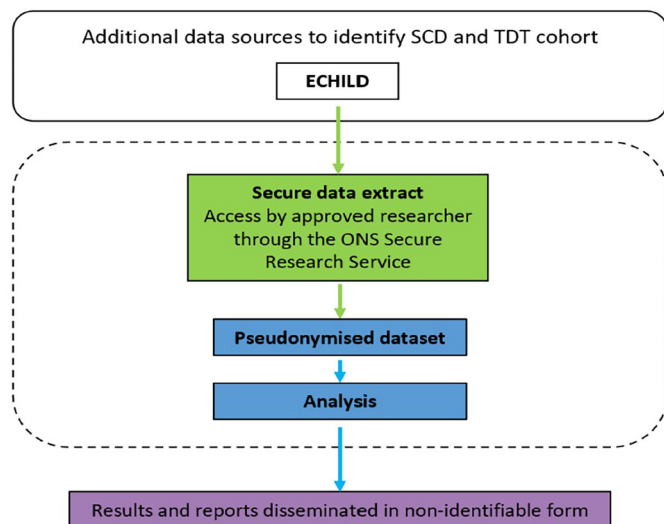 Additional data sources to identify SCD and TDT cohort
ECHILD
Secure data extract
Access by approved researcher
through the ONS Secure
Research Service
Pseudonymised dataset
Analysis
Results and reports disseminated in non-identifiable form